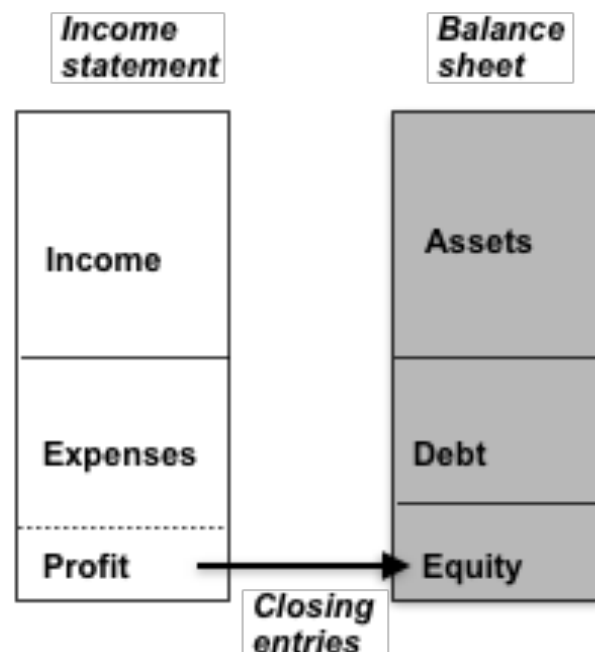 Income
statement
Balance
sheet
Income
Assets
Expenses
Debt
Profit
Equity
Closing
entries